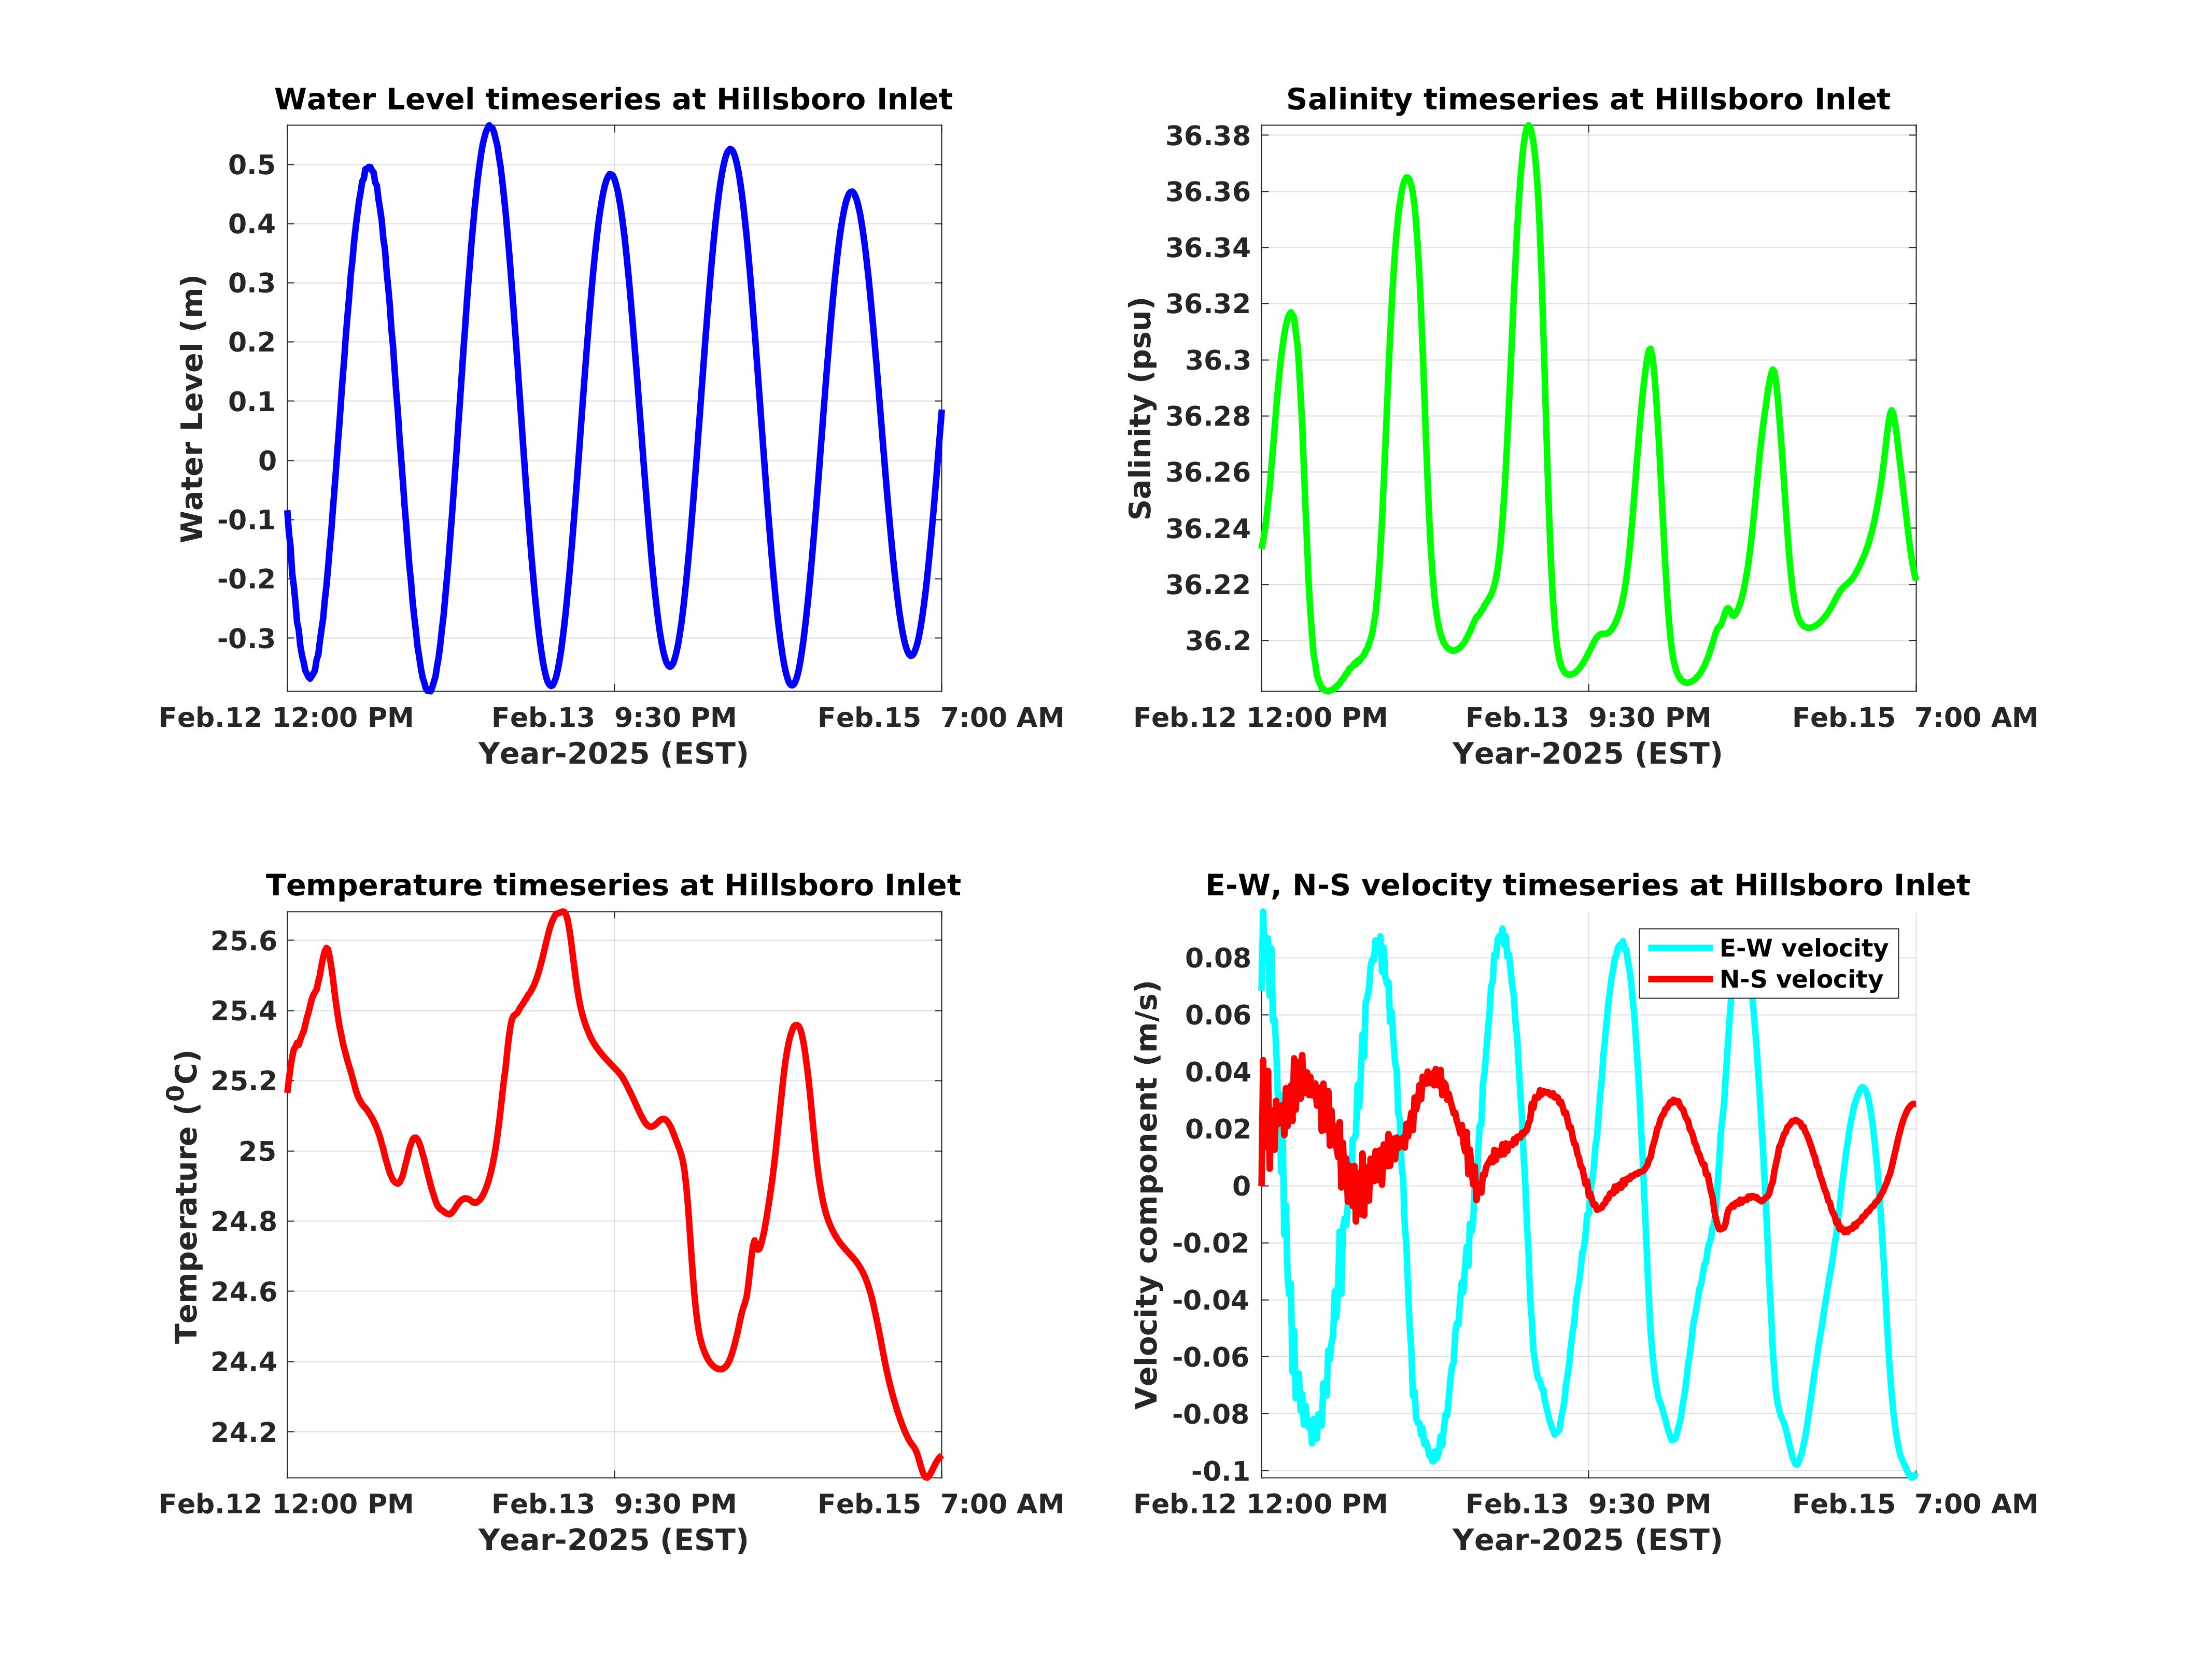 Water Level timeseries at Hillsboro Inlet
Water Level (m)
0.5
0.4
0.3
0.2
0.1
0
-0.1
-0.2
-0.3
Feb.12 12:00 PM
Feb.13 9:30 PM
Feb.15 7:00 AM
Year-2025 (EST)
Salinity timeseries at Hillsboro Inlet
Salinity (psu)
36.38
36.36
36.34
36.32
36.3
36.28
36.26
36.24
36.22
36.2
Feb.12 12:00 PM
Feb.13 9:30 PM
Feb.15 7:00 AM
Year-2025 (EST)
Temperature timeseries at Hillsboro Inlet
Temperature (⁰C)
25.6
25.4
25.2
25
24.8
24.6
24.4
24.2
Feb.12 12:00 PM
Feb.13 9:30 PM
Feb.15 7:00 AM
Year-2025 (EST)
E-W, N-S velocity timeseries at Hillsboro Inlet
Velocity component (m/s)
0.08
0.06
0.04
0.02
0
-0.02
-0.04
-0.06
-0.08
-0.1
E-W velocity
N-S velocity
Feb.12 12:00 PM
Feb.13 9:30 PM
Feb.15 7:00 AM
Year-2025 (EST)